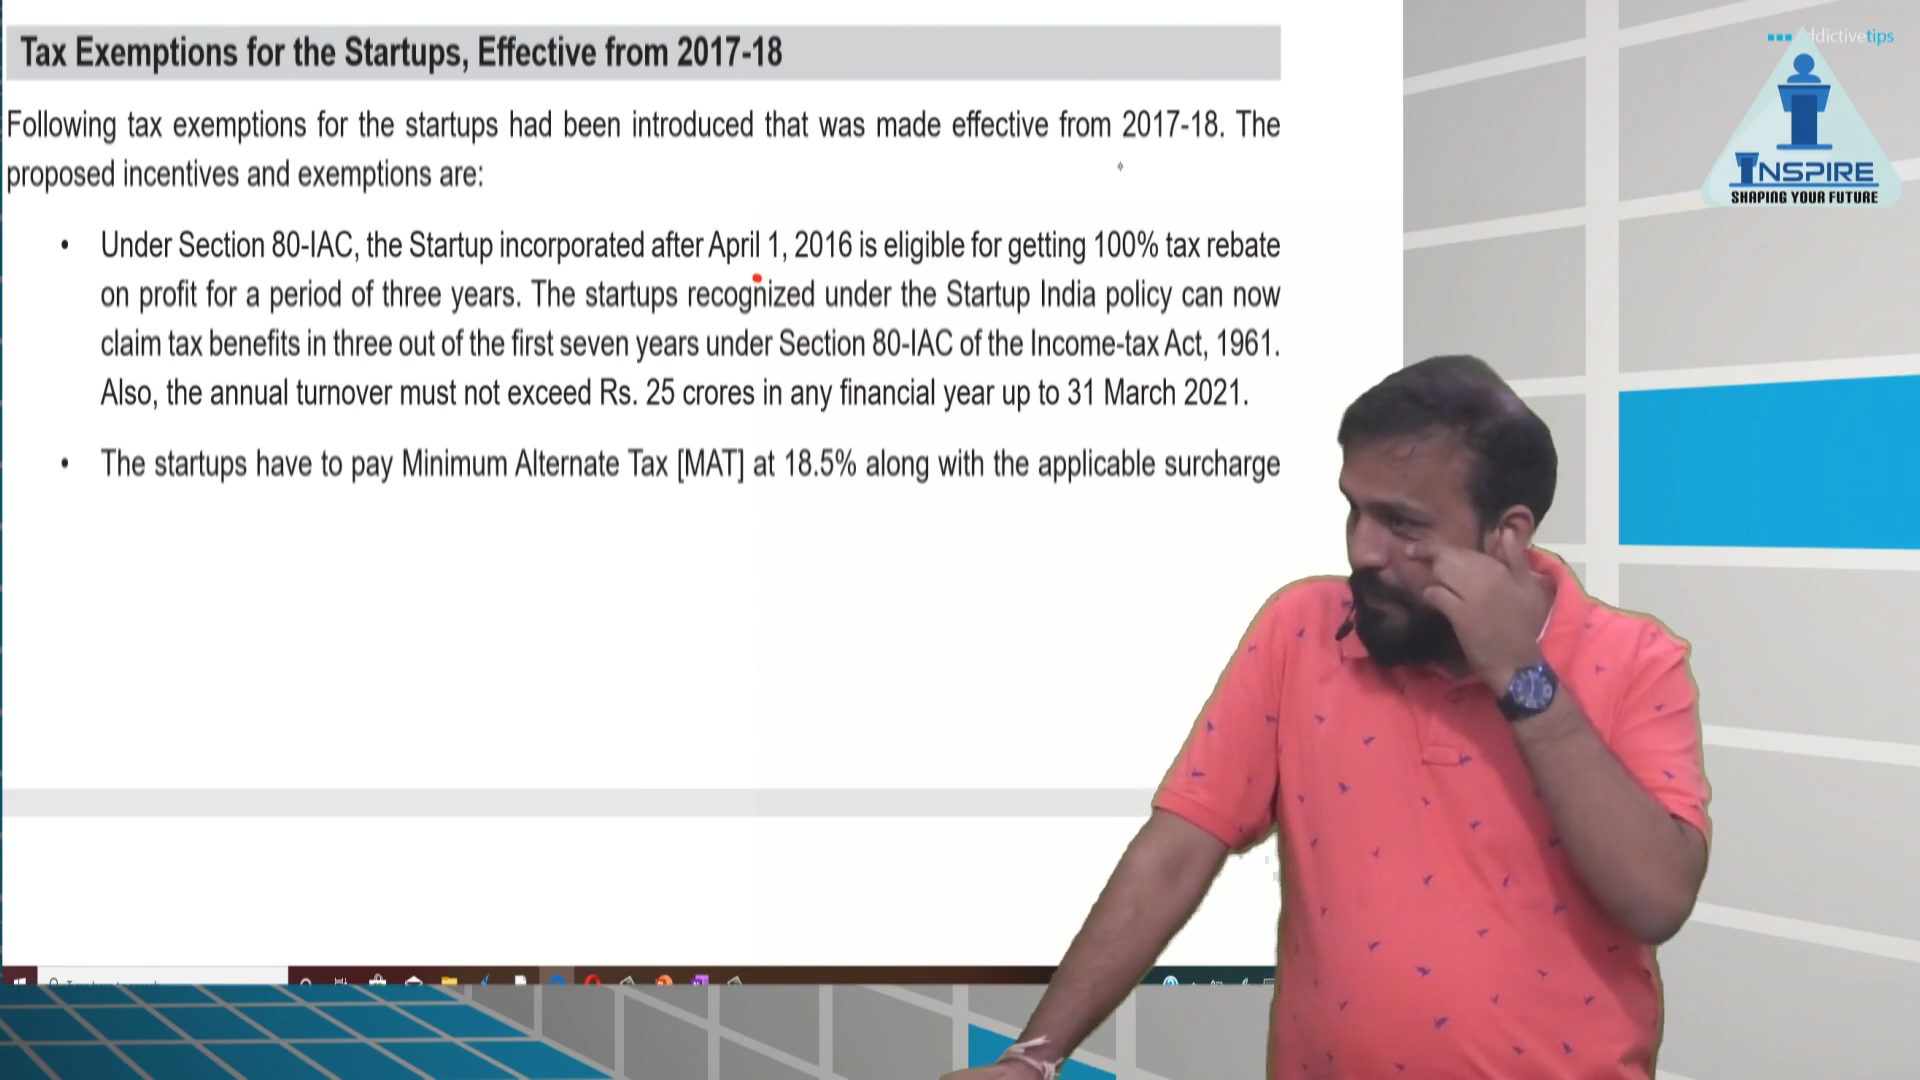 Tax Exemptions for the Startups, Effective from 2017-18
Following tax exemptions for the startups had been introduced that was made effective from 2017-18. The
proposed incentives and exemptions are:
• Under Section 80-IAC, the Startup incorporated after April 1, 2016 is eligible for getting 100% tax rebate
on profit for a period of three years. The startups recognized under the Startup India policy can now
claim tax benefits in three out of the first seven years under Section 80-IAC of the Income-tax Act, 1961.
Also, the annual turnover must not exceed Rs. 25 crores in any financial year up to 31 March 2021.
• The startups have to pay Minimum Alternate Tax [MAT] at 18.5% along with the applicable surcharge
ddictivetips
INSPIRE
SHAPING YOUR FUTURE